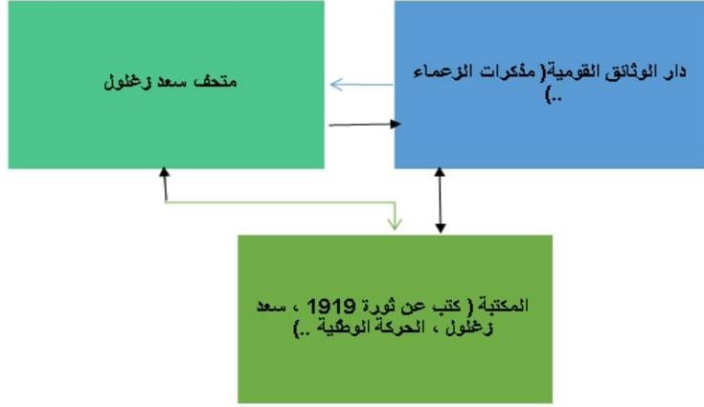 دار الوثائق القومية( مذكرات الزعماء
..)
متحف سعد زغلول
المكتبة ( كتب عن ثورة 1919 ، سعد
زغلول ، الحركة الوطنية ..)